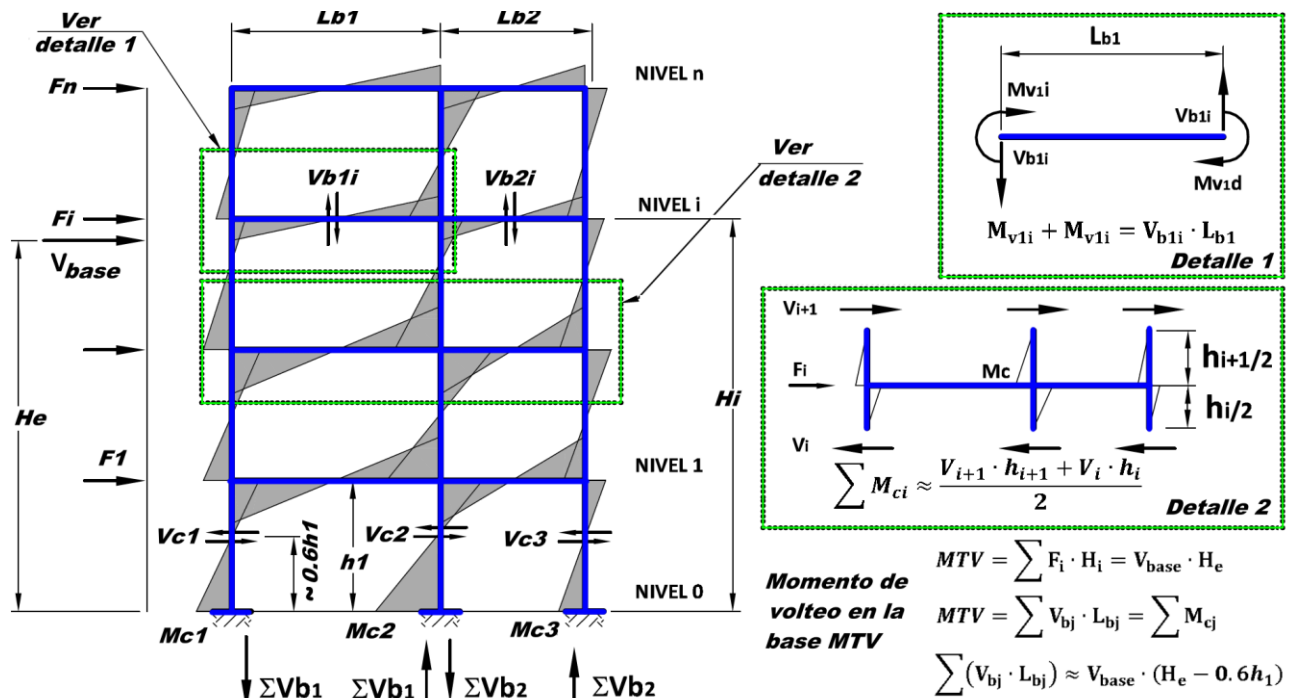 Ver
detalle 1
Lb1
Lb2
Fn
NIVEL n
Vb1i
Vb2i
Ver
detalle 2
Fi
NIVEL i
Vbase
He
Hi
F1
NIVEL 1
Vc1
~0.6h1
h1
Vc2
Vc3
NIVEL 0
Mc1
Mc2
Mc3
ΣVb1
ΣVb1
ΣVb2
ΣVb2
Lb1
Mv1i
Vb1i
Vb1i
Mv1d
Mv1i + Mv1i = Vb1i · Lb1
Detalle 1
Vi+1
hi+1/2
Mc
Fi
hi/2
Vi
∑ Mci ≈ (Vi+1 · hi+1 + Vi · hi) / 2
Detalle 2
Momento de
volteo en la
base MTV
MTV = ∑ Fi · Hi = Vbase · He
MTV = ∑ Vbj · Lbj = ∑ Mcj
∑(Vbj · Lbj) ≈ Vbase · (He − 0.6h1)